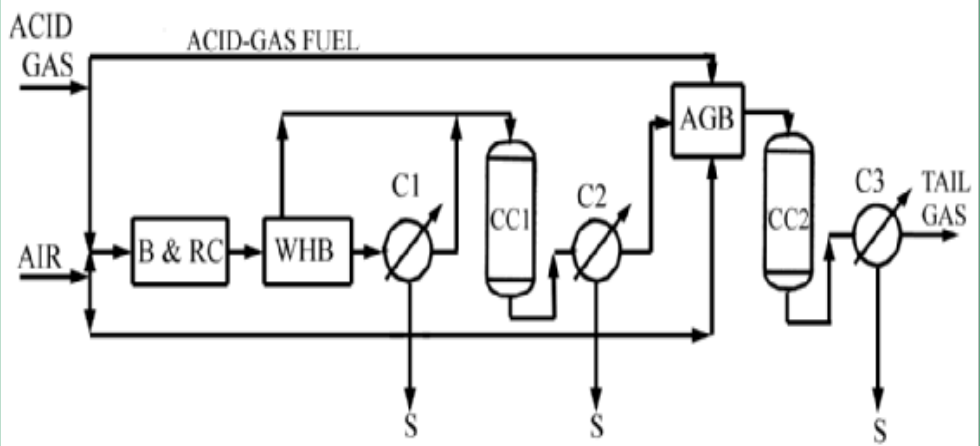 ACID
GAS
ACID-GAS FUEL
AGB
C1
C2
C3
TAIL
GAS
CC1
CC2
AIR
B & RC
WHB
S
S
S